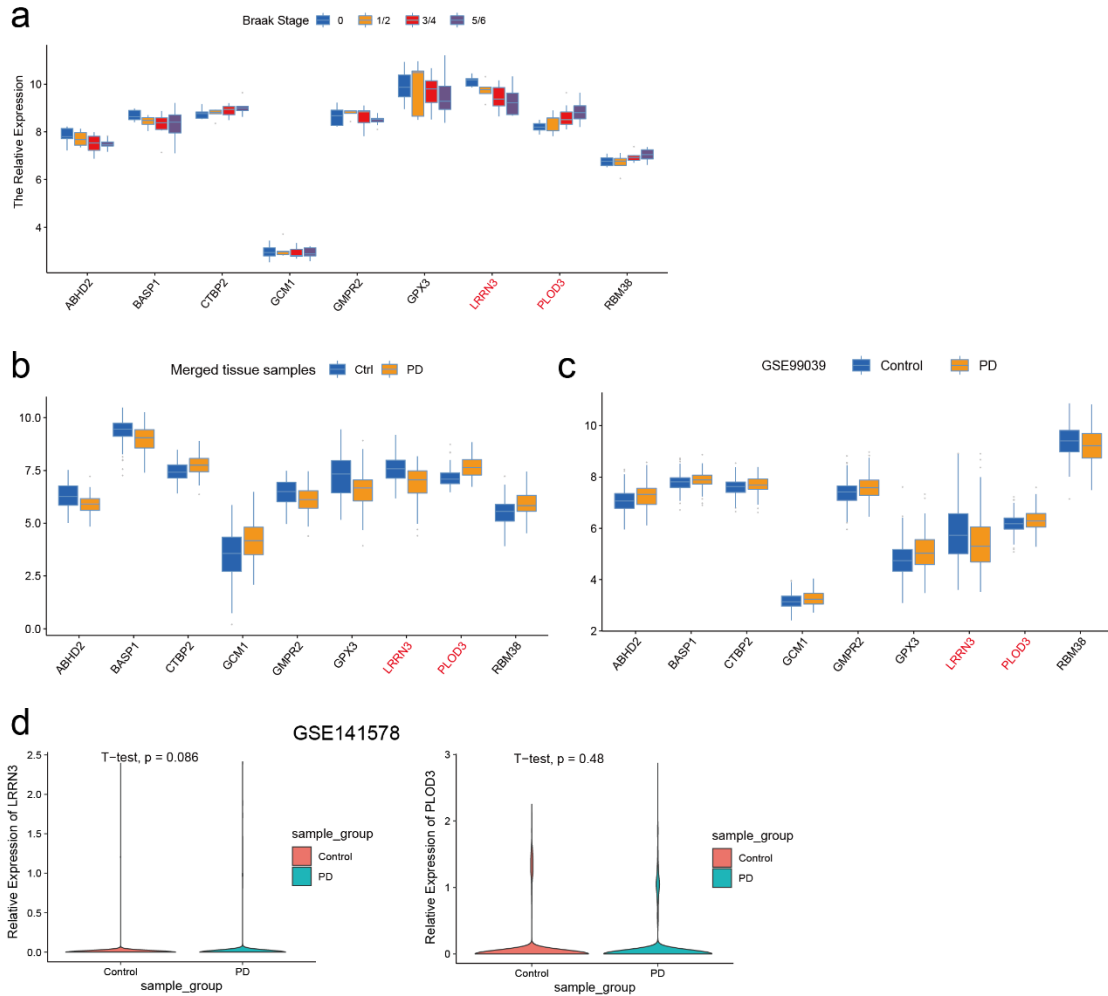 a
Braak Stage 0 1/2 3/4 5/6
The Relative Expression
10
8
6
4
ABHD2 BASP1 CTBP2 GCM1 GMPR2 GPX3 LRRN3 PLOD3 RBM38
b
Merged tissue samples Ctrl PD
10.0
7.5
5.0
2.5
0.0
ABHD2 BASP1 CTBP2 GCM1 GMPR2 GPX3 LRRN3 PLOD3 RBM38
c
GSE99039 Control PD
10
8
6
4
2
ABHD2 BASP1 CTBP2 GCM1 GMPR2 GPX3 LRRN3 PLOD3 RBM38
d
GSE141578
T-test, p = 0.086
Relative Expression of LRRN3
2.5
2.0
1.5
1.0
0.5
0.0
Control PD
sample_group
sample_group
Control
PD
T-test, p = 0.48
Relative Expression of PLOD3
3
2
1
0
Control PD
sample_group
sample_group
Control
PD